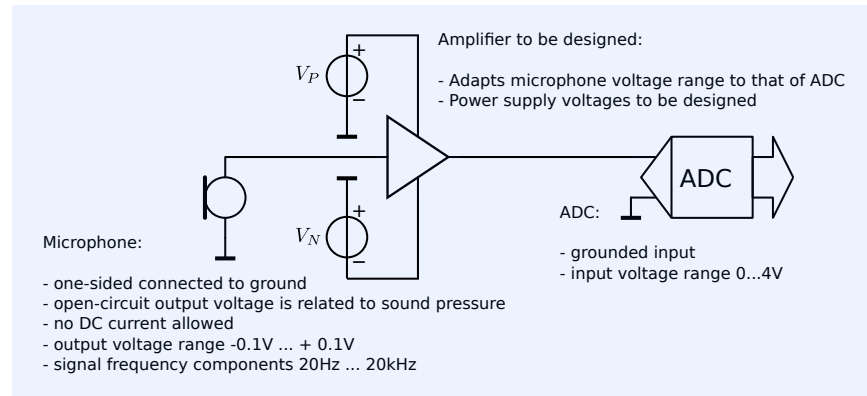 Amplifier to be designed:
- Adapts microphone voltage range to that of ADC
- Power supply voltages to be designed
V_P
+
−
ADC
V_N
+
−
ADC:
- grounded input
- input voltage range 0...4V
Microphone:
- one-sided connected to ground
- open-circuit output voltage is related to sound pressure
- no DC current allowed
- output voltage range -0.1V ... + 0.1V
- signal frequency components 20Hz ... 20kHz